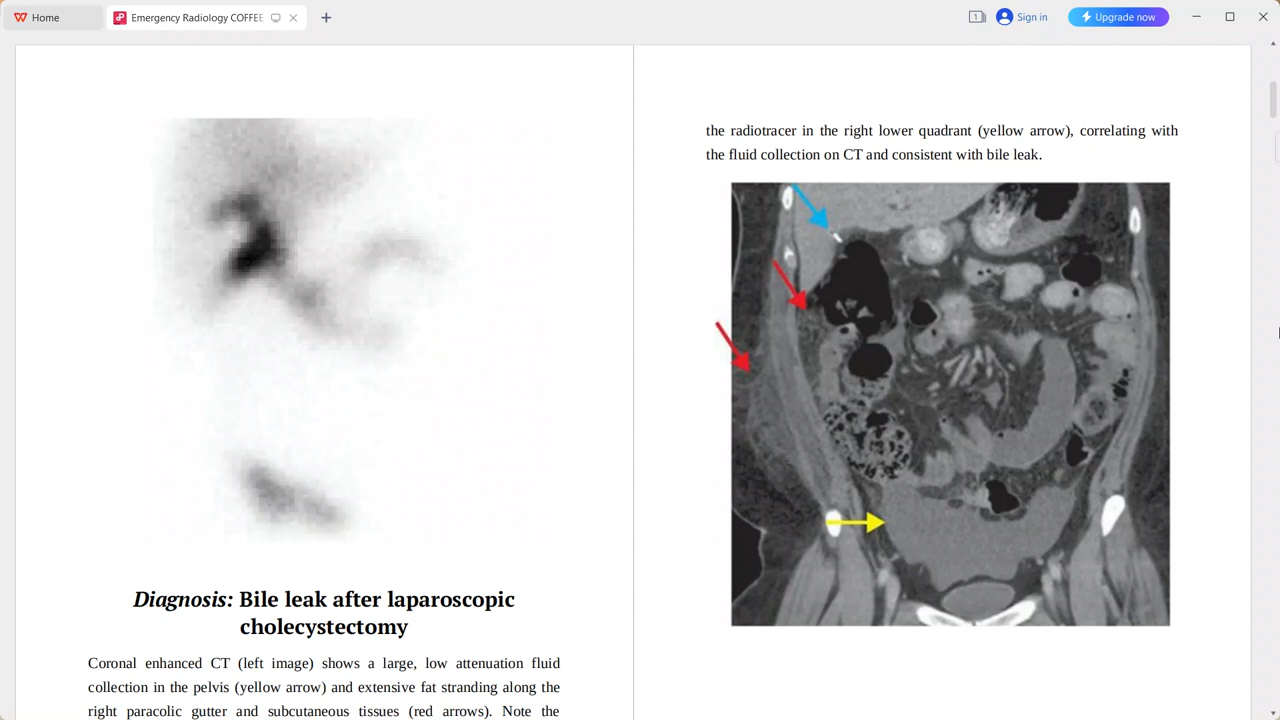 Home
Emergency Radiology COFFEE
1
Sign in
Upgrade now
Diagnosis: Bile leak after laparoscopic
cholecystectomy
Coronal enhanced CT (left image) shows a large, low attenuation fluid
collection in the pelvis (yellow arrow) and extensive fat stranding along the
right paracolic gutter and subcutaneous tissues (red arrows). Note the
the radiotracer in the right lower quadrant (yellow arrow), correlating with
the fluid collection on CT and consistent with bile leak.